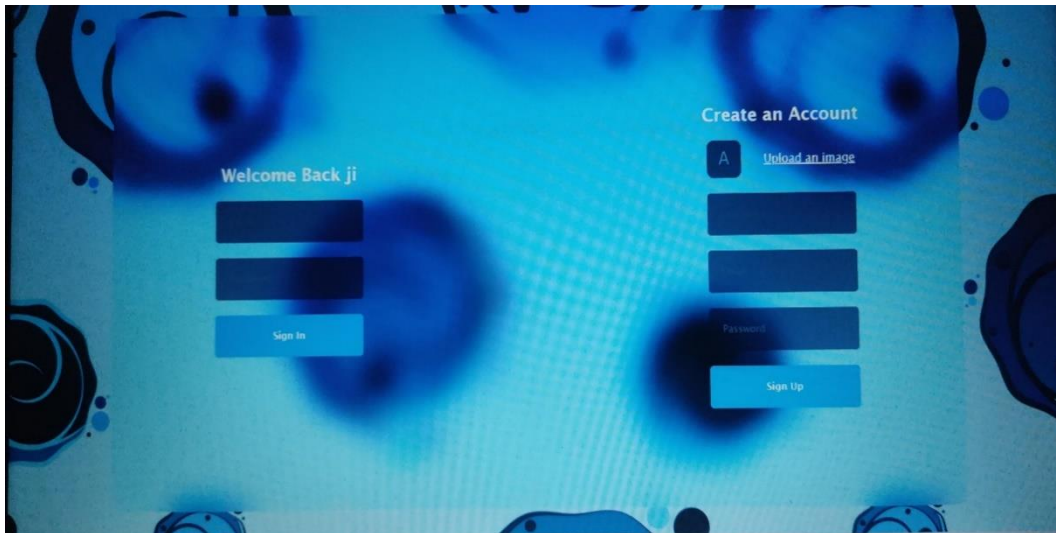 Welcome Back ji
Sign In
Create an Account
A
Upload an image
Password
Sign Up